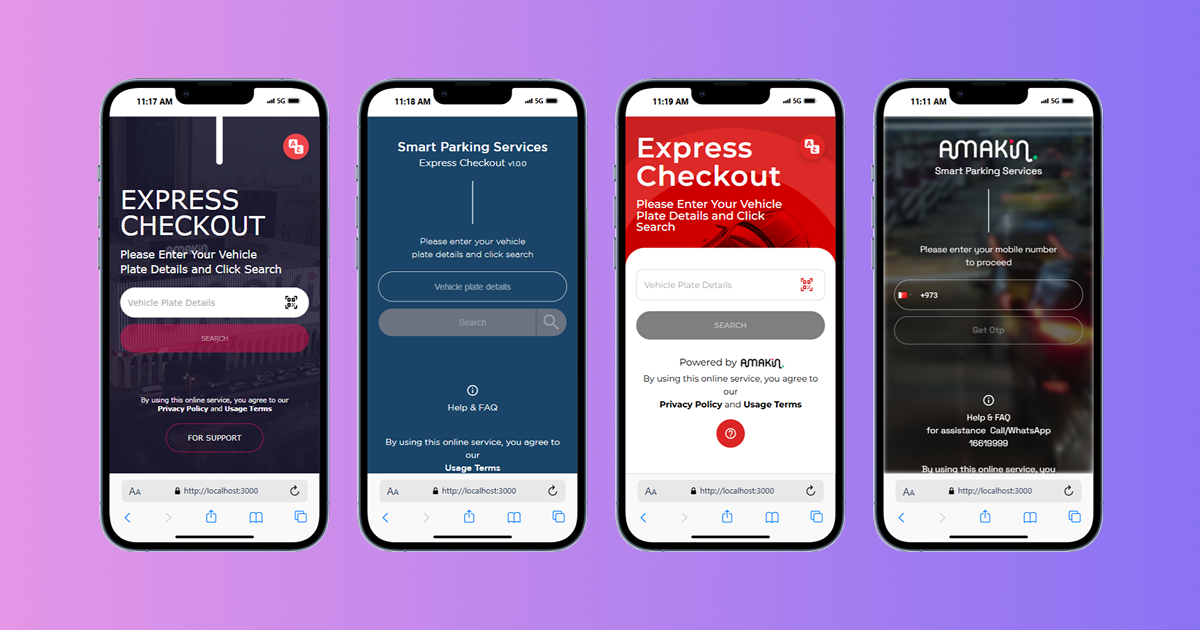 11:17 AM
5G
EXPRESS
CHECKOUT
Please Enter Your Vehicle
Plate Details and Click Search
Vehicle Plate Details
SEARCH
By using this online service, you agree to our
Privacy Policy and Usage Terms
FOR SUPPORT
AA
http://localhost:3000
11:18 AM
5G
Smart Parking Services
Express Checkout v1.0.0
Please enter your vehicle
plate details and click search
Vehicle plate details
Search
Help & FAQ
By using this online service, you agree to
our
Usage Terms
AA
http://localhost:3000
11:19 AM
5G
Express
Checkout
Please Enter Your Vehicle
Plate Details and Click
Search
Vehicle Plate Details
SEARCH
Powered by AMAKIN.
By using this online service, you agree to
our
Privacy Policy and Usage Terms
AA
http://localhost:3000
11:11 AM
5G
AMAKIN.
Smart Parking Services
Please enter your mobile number
to proceed
+973
Get Otp
Help & FAQ
for assistance Call/WhatsApp
16619999
By using this online service, you
AA
http://localhost:3000